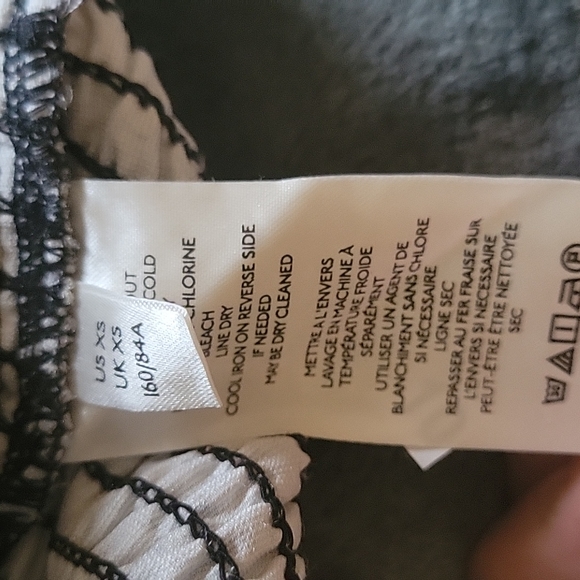 US XS
UK XS
160/84A
COLD
CHLORINE
LINE DRY
COOL IRON ON REVERSE SIDE
IF NEEDED
MAY BE DRY CLEANED
METTRE À L'ENVERS
LAVAGE EN MACHINE À
TEMPÉRATURE FROIDE
SÉPARÉMENT
UTILISER UN AGENT DE
BLANCHIMENT SANS CHLORE
SI NÉCESSAIRE
LIGNE SEC
REPASSER AU FER FRAISE SUR
L'ENVERS SI NÉCESSAIRE
PEUT-ÊTRE ÊTRE NETTOYÉE
SEC